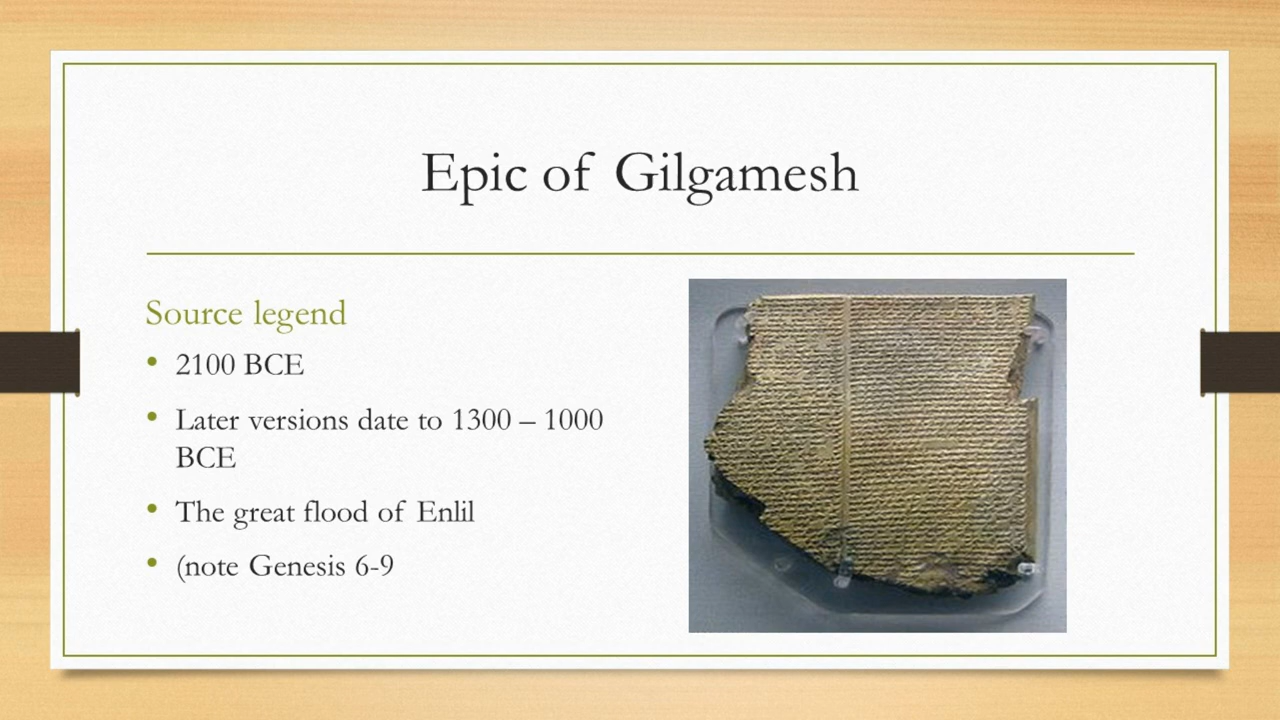 Epic of Gilgamesh
Source legend
• 2100 BCE
• Later versions date to 1300 – 1000
BCE
• The great flood of Enlil
• (note Genesis 6-9